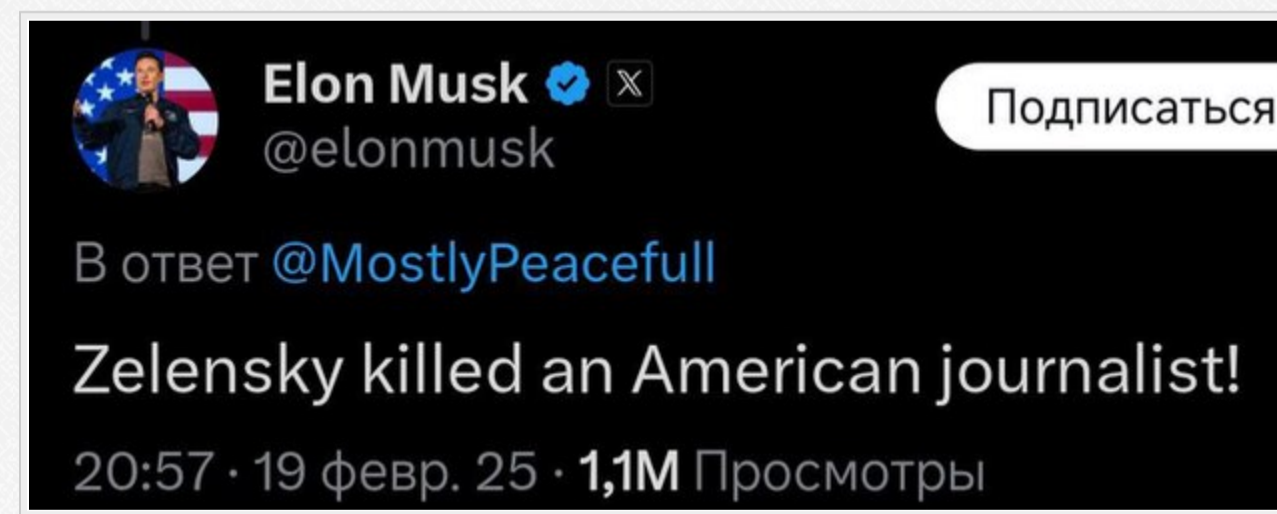 Elon Musk
Подписаться
@elonmusk
В ответ @MostlyPeacefull
Zelensky killed an American journalist!
20:57 · 19 февр. 25 · 1,1M Просмотры